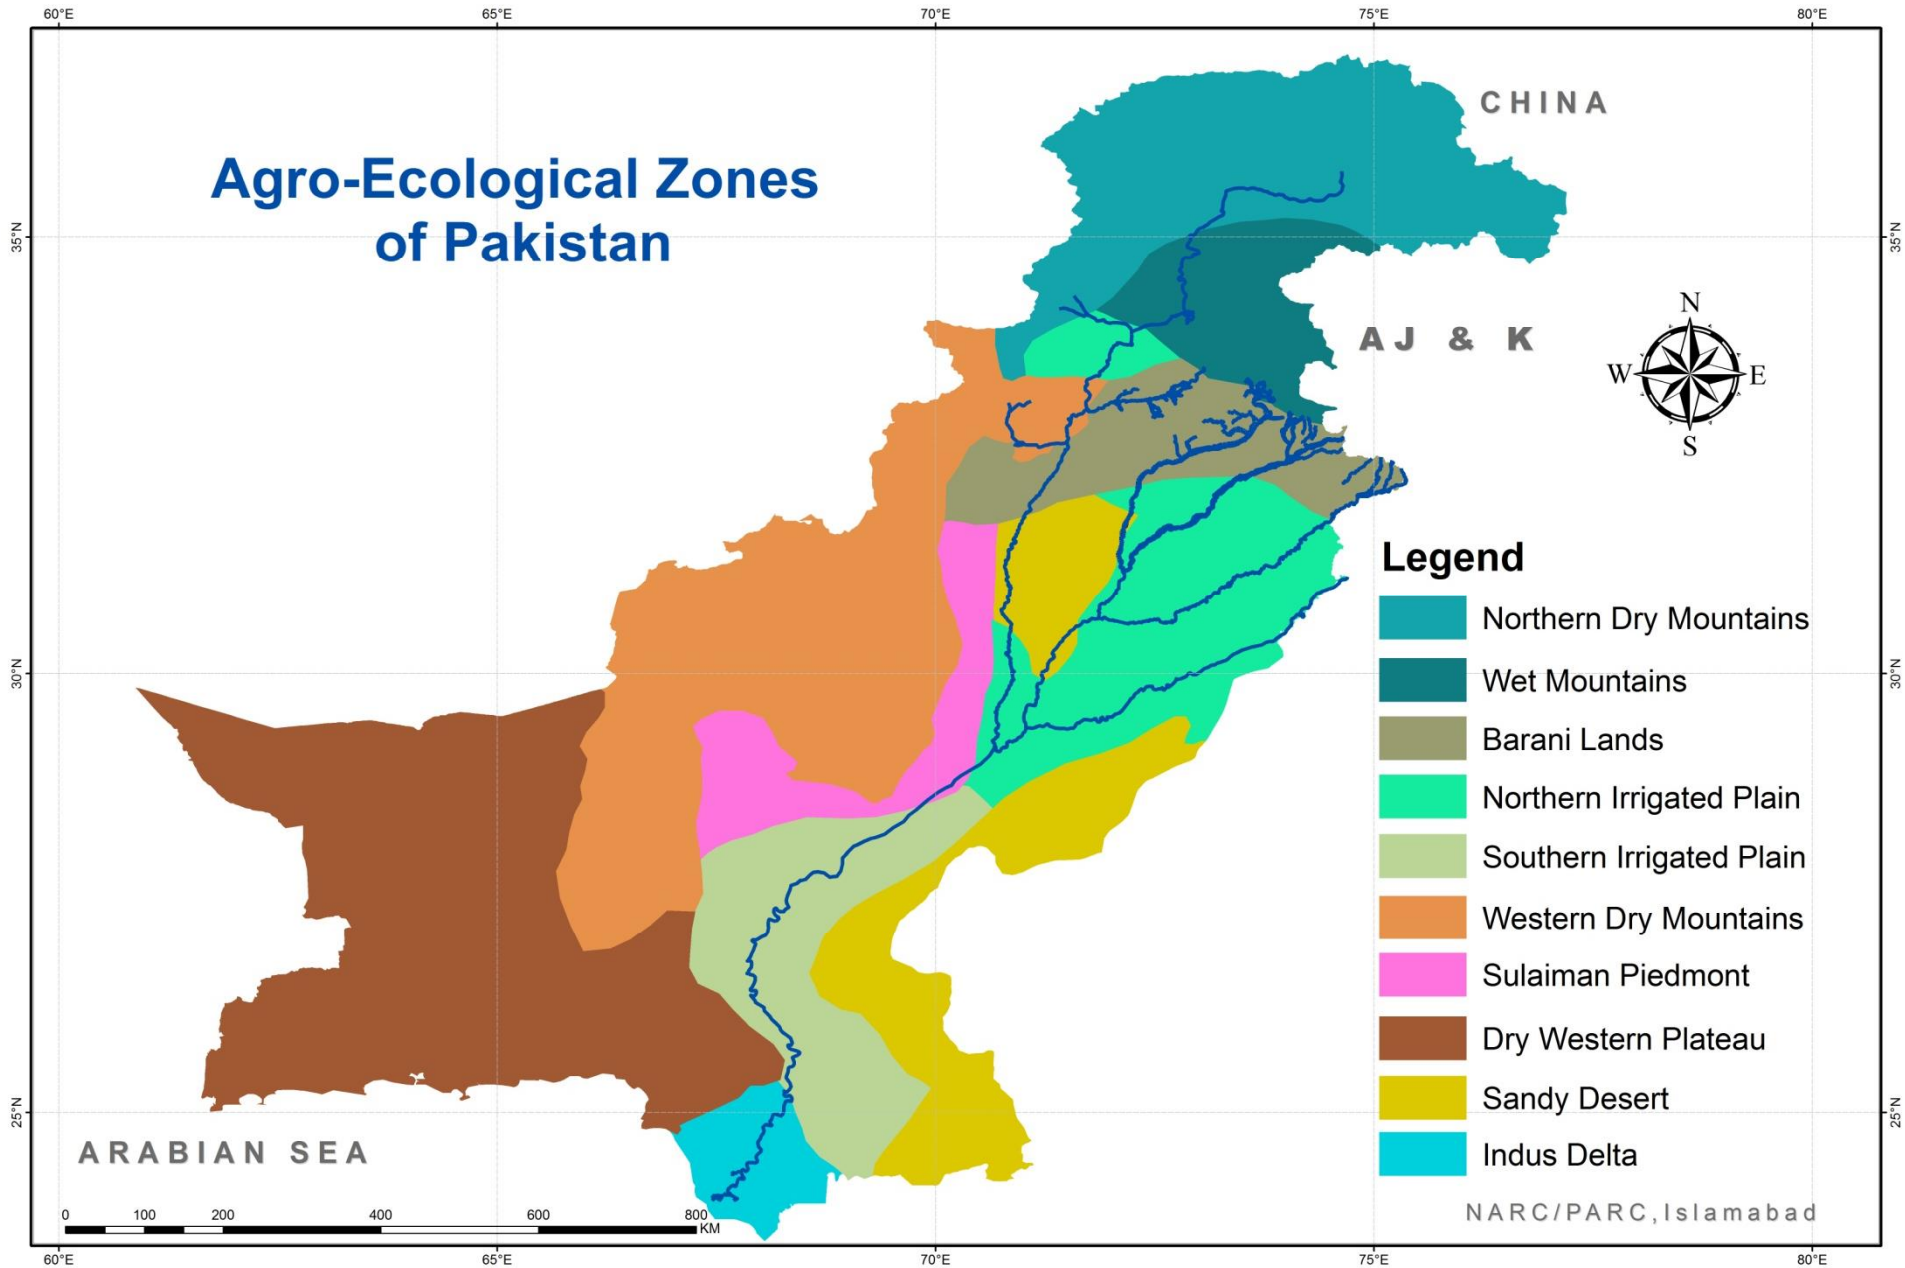 60°E 65°E 70°E 75°E 80°E
CHINA
Agro-Ecological Zones
of Pakistan
35°N 35°N
AJ & K
N
W E
S
Legend
Northern Dry Mountains
Wet Mountains
Barani Lands
Northern Irrigated Plain
Southern Irrigated Plain
Western Dry Mountains
Sulaiman Piedmont
Dry Western Plateau
Sandy Desert
Indus Delta
30°N 30°N
25°N 25°N
ARABIAN SEA
NARC/PARC, Islamabad
0 100 200 400 600 800
KM
60°E 65°E 70°E 75°E 80°E